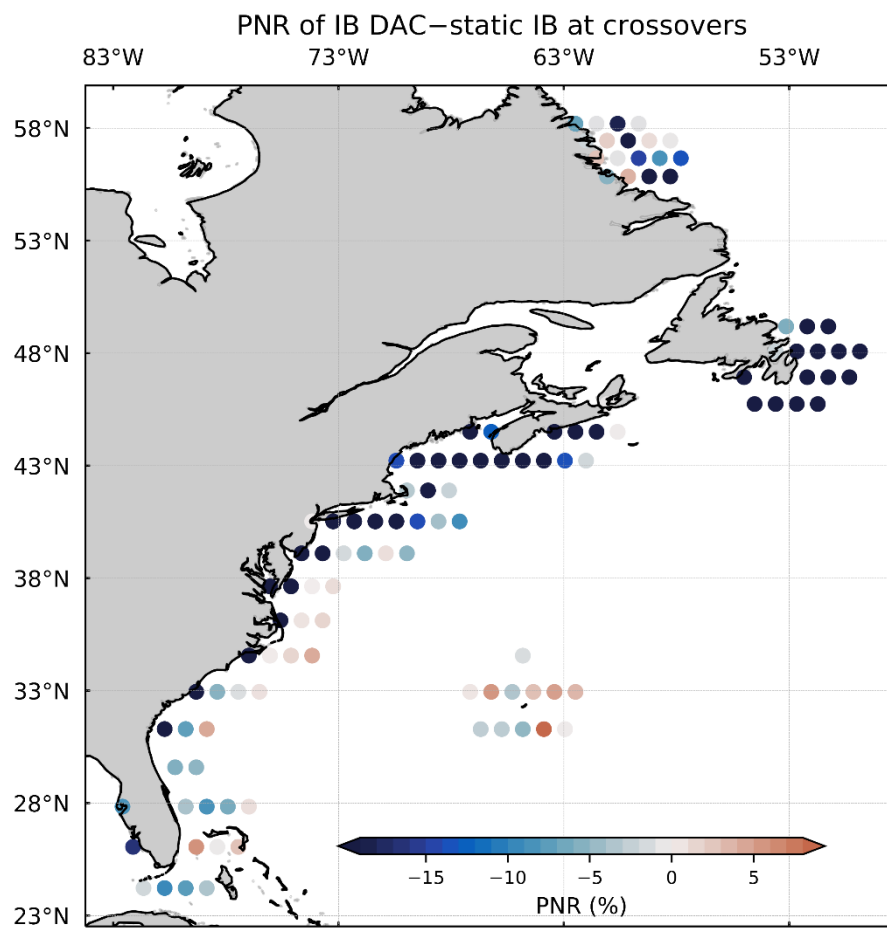 PNR of IB DAC−static IB at crossovers
83°W 73°W 63°W 53°W
58°N
53°N
48°N
43°N
38°N
33°N
28°N
23°N
−15 −10 −5 0 5
PNR (%)